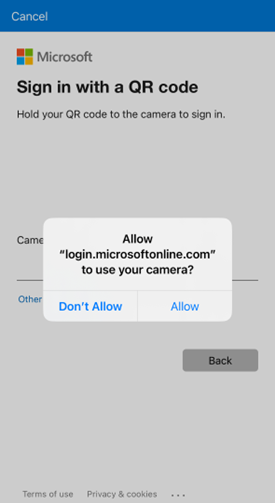 Cancel
Microsoft
Sign in with a QR code
Hold your QR code to the camera to sign in.
Came
Allow
“login.microsoftonline.com”
to use your camera?
Other
Don’t Allow
Allow
Back
Terms of use
Privacy & cookies
...